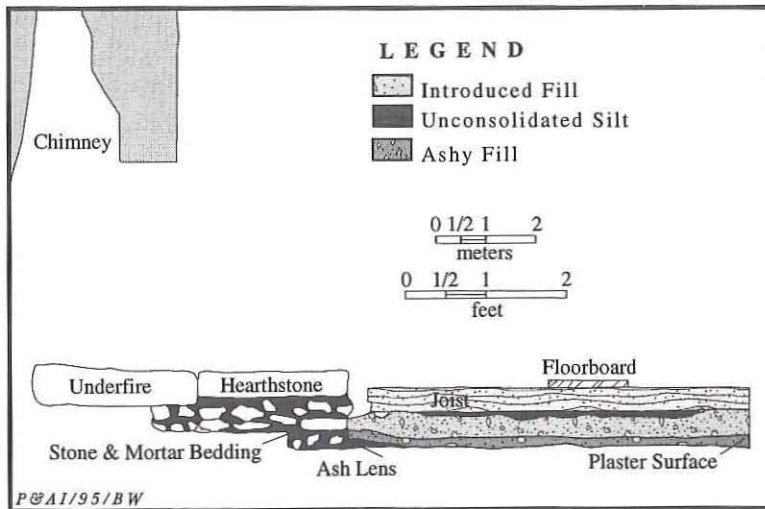 LEGEND
Introduced Fill
Unconsolidated Silt
Ashy Fill
Chimney
0 1/2 1 2
meters
0 1/2 1 2
feet
Floorboard
Underfire
Hearthstone
Joist
Stone & Mortar Bedding
Ash Lens
Plaster Surface
P&AI/95/BW